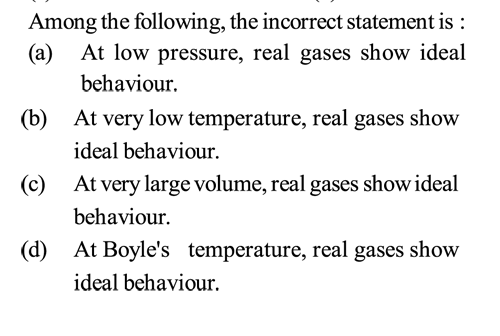 Among the following, the incorrect statement is :
(a) At low pressure, real gases show ideal
behaviour.
(b) At very low temperature, real gases show
ideal behaviour.
(c) At very large volume, real gases show ideal
behaviour.
(d) At Boyle's temperature, real gases show
ideal behaviour.